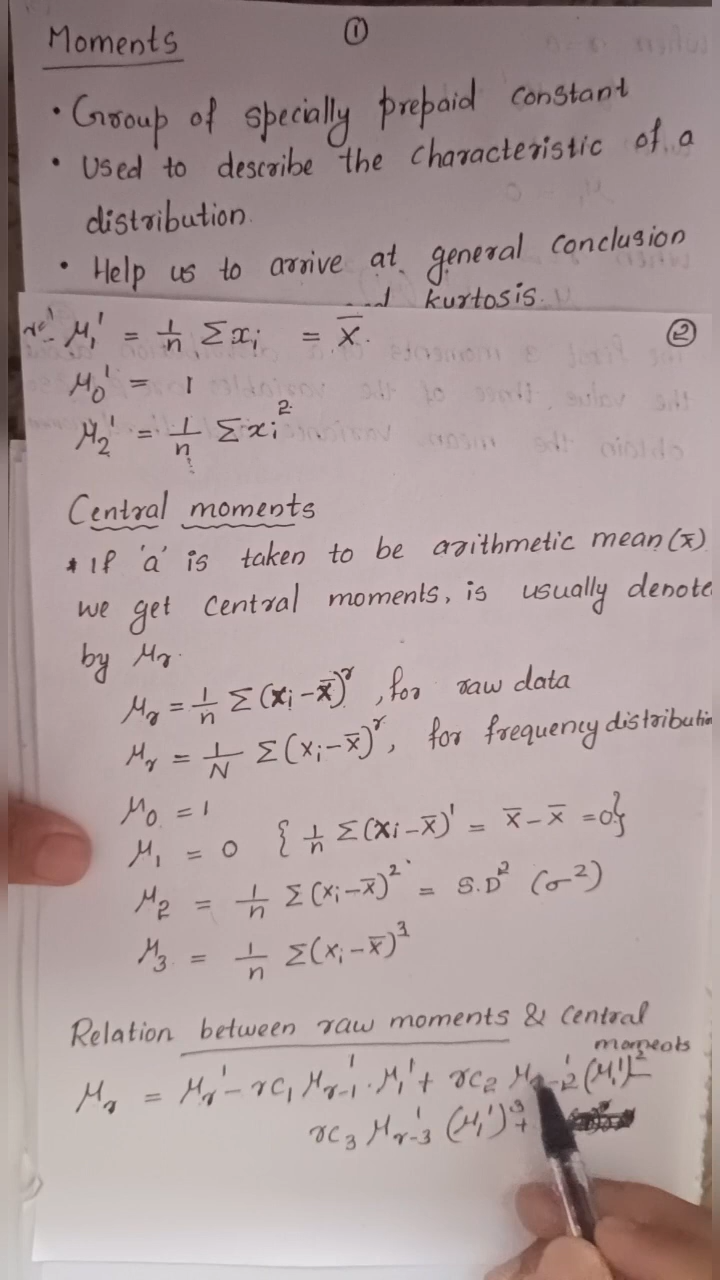 Moments
①
• Group of specially prepaid constant
• Used to describe the characteristic of a
distribution.
• Help us to arrive at general conclusion
kurtosis.
②
μ₁' = 1/n Σxᵢ = x̄.
μ₀' = 1
μ₂' = 1/n Σxᵢ²
Central moments
* If 'a' is taken to be arithmetic mean (x̄)
we get central moments, is usually denote
by μᵣ.
μᵣ = 1/n Σ(xᵢ-x̄)ʳ, for raw data
μᵣ = 1/N Σ(xᵢ-x̄)ʳ, for frequency distributi
μ₀ = 1
μ₁ = 0 {1/n Σ(xᵢ-x̄)' = x̄-x̄ = 0}
μ₂ = 1/n Σ(xᵢ-x̄)² = S.D² (σ²)
μ₃ = 1/n Σ(xᵢ-x̄)³
Relation between raw moments & central
moments
μᵣ = μᵣ' - rc₁ μᵣ₋₁' · μ₁' + rc₂ (μ₁')² -
rc₃ μᵣ₋₃' (μ₁')³ +